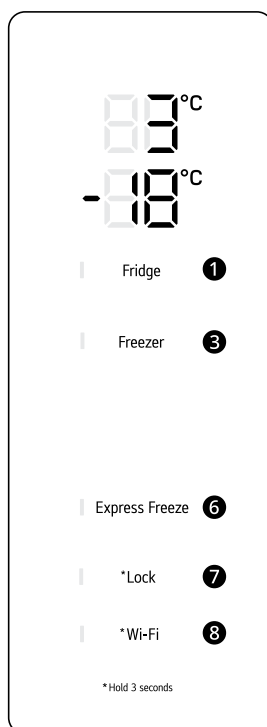 3°C
-18°C
Fridge 1
Freezer 3
Express Freeze 6
*Lock 7
*Wi-Fi 8
*Hold 3 seconds